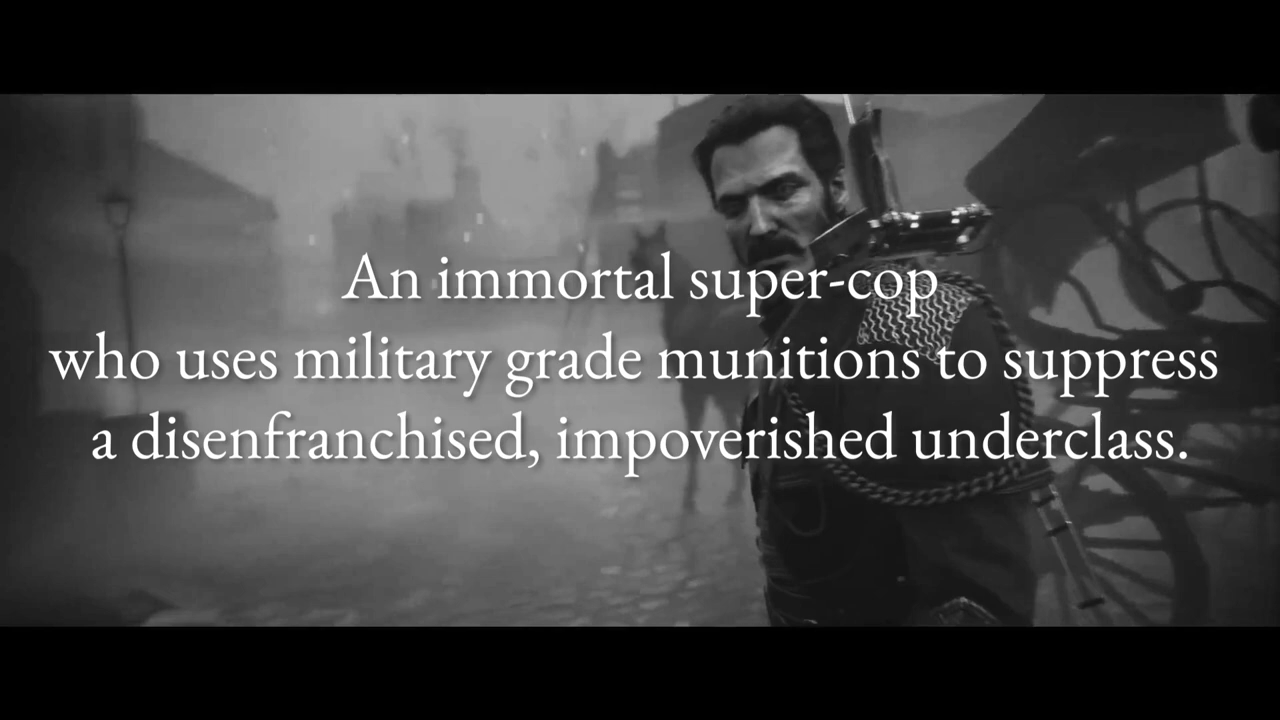 An immortal super-cop
who uses military grade munitions to suppress
a disenfranchised, impoverished underclass.